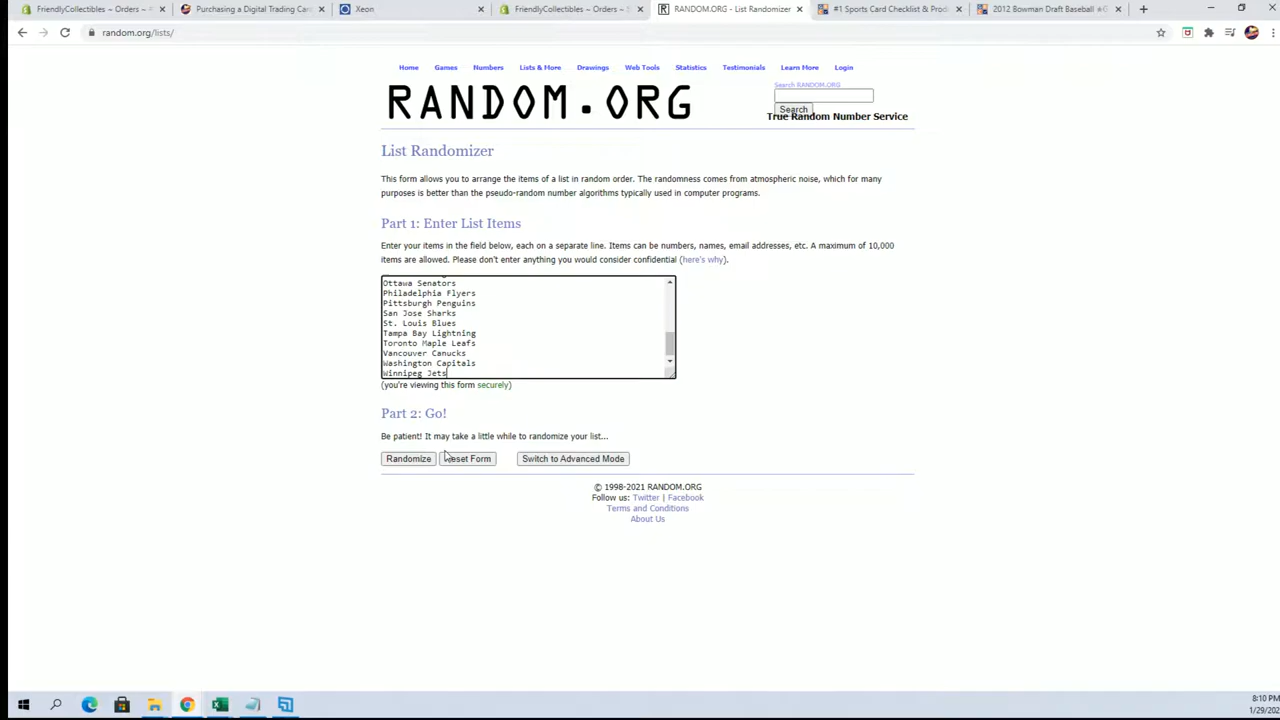 FriendlyCollectibles ~ Orders ~
Purchasing a Digital Trading Car
Xeon
FriendlyCollectibles ~ Orders ~ S
RANDOM.ORG - List Randomizer
#1 Sports Card Checklist & Prod
2012 Bowman Draft Baseball
random.org/lists/
Home Games Numbers Lists & More Drawings Web Tools Statistics Testimonials Learn More Login
Search RANDOM.ORG
RANDOM.ORG
Search
True Random Number Service
List Randomizer
This form allows you to arrange the items of a list in random order. The randomness comes from atmospheric noise, which for many
purposes is better than the pseudo-random number algorithms typically used in computer programs.
Part 1: Enter List Items
Enter your items in the field below, each on a separate line. Items can be numbers, names, email addresses, etc. A maximum of 10,000
items are allowed. Please don't enter anything you would consider confidential (here's why).
Ottawa Senators
Philadelphia Flyers
Pittsburgh Penguins
San Jose Sharks
St. Louis Blues
Tampa Bay Lightning
Toronto Maple Leafs
Vancouver Canucks
Washington Capitals
Winnipeg Jets
(you're viewing this form securely)
Part 2: Go!
Be patient! It may take a little while to randomize your list...
Randomize Reset Form Switch to Advanced Mode
© 1998-2021 RANDOM.ORG
Follow us: Twitter | Facebook
Terms and Conditions
About Us
8:10 PM
1/29/202